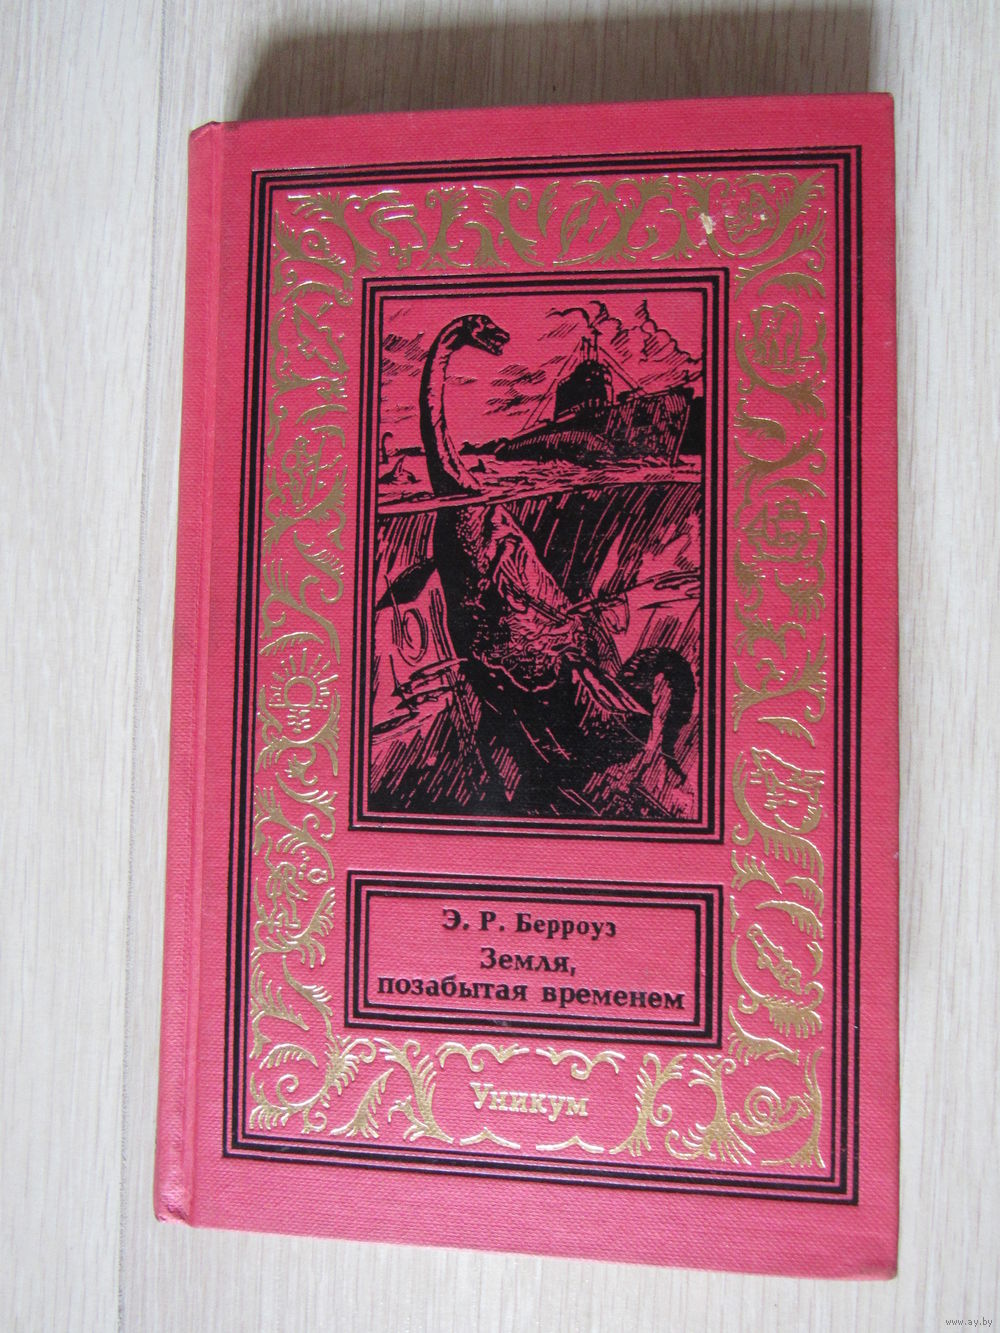 Э. Р. Берроуз
Земля,
позабытая временем
Уникум
www.ay.by